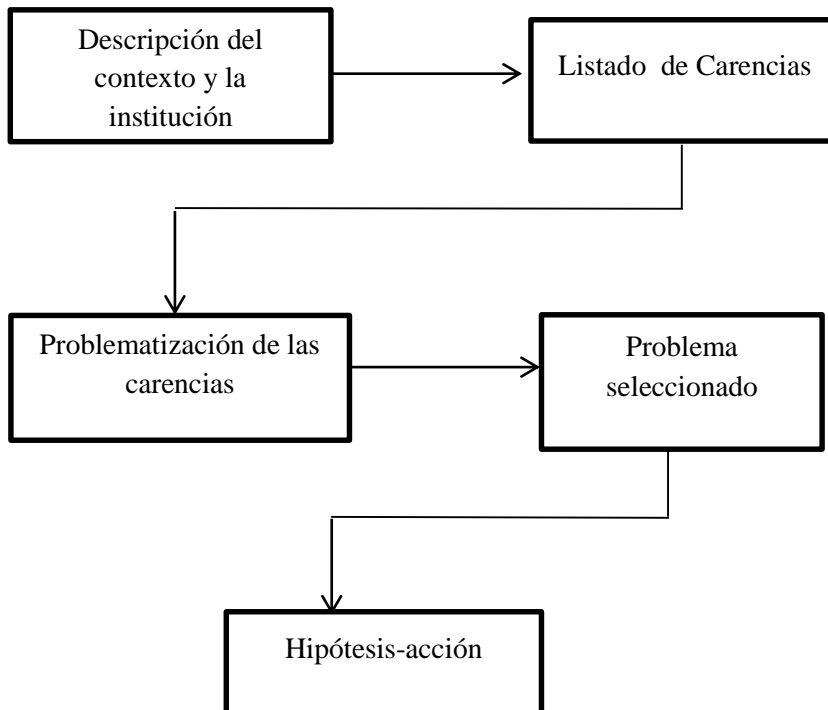 Descripción del
contexto y la
institución
Listado de Carencias
Problematización de las
carencias
Problema
seleccionado
Hipótesis-acción